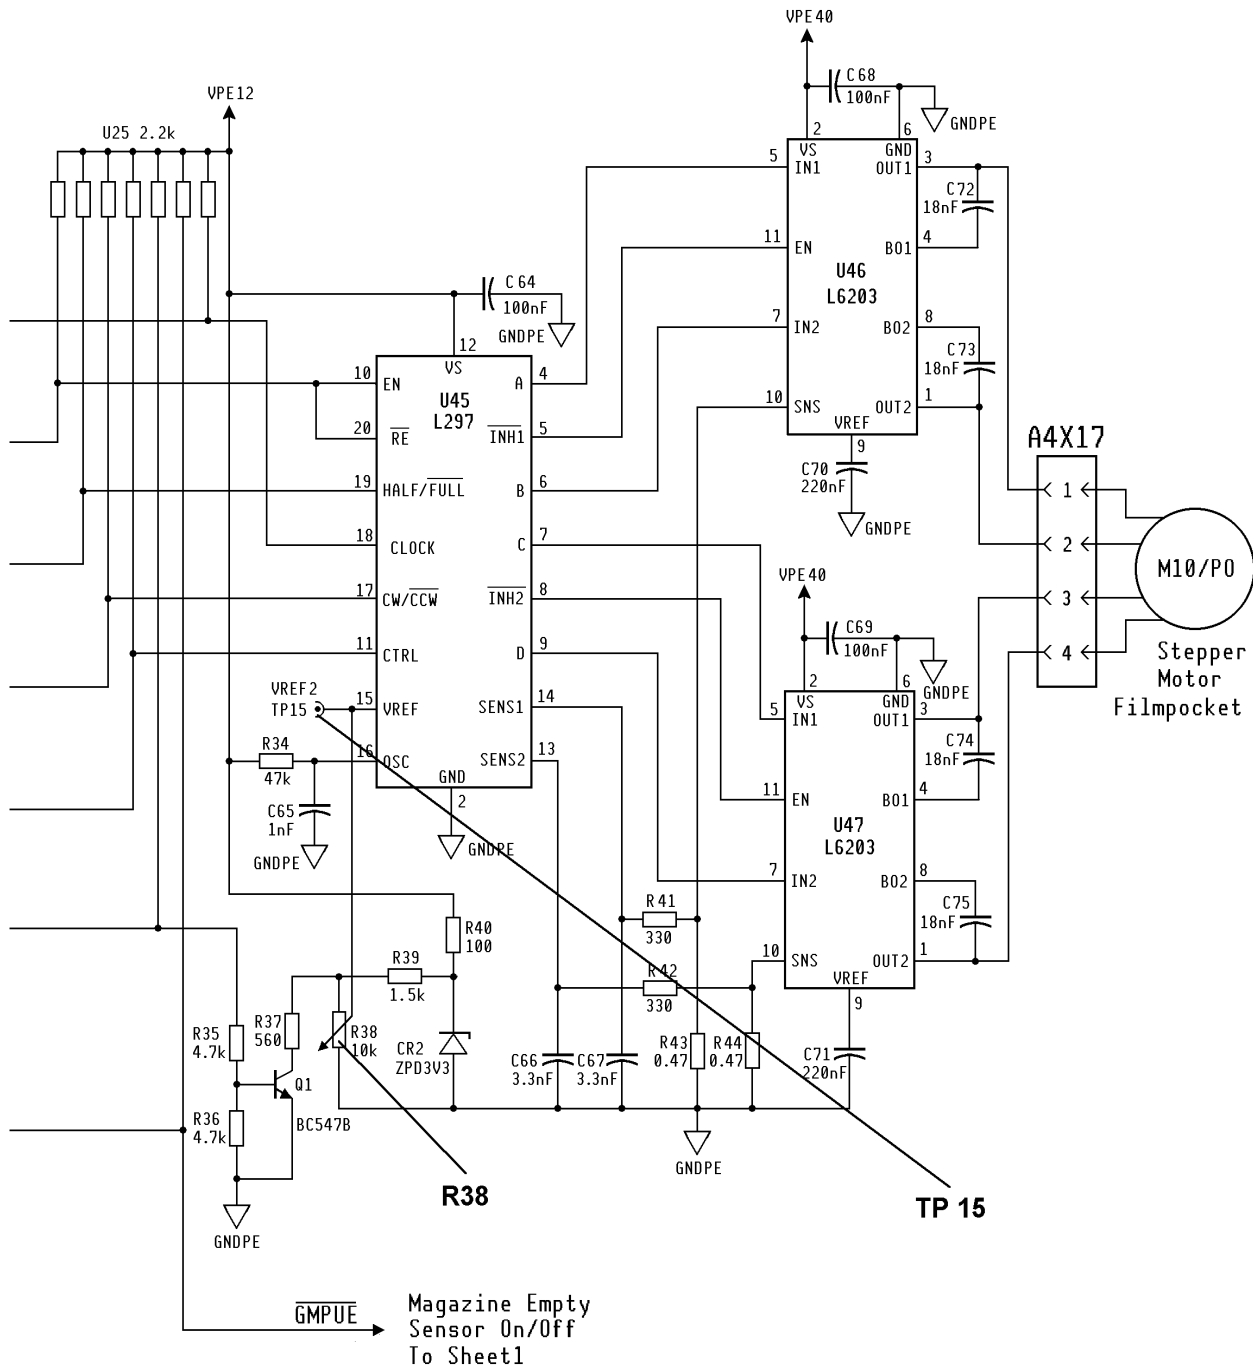 VPE40
C68
100nF
GNDPE
VPE12
U25 2.2k
2
6
VS
GND
5
IN1
OUT1
3
C72
18nF
11
EN
BO1
4
U46
L6203
C64
100nF
GNDPE
7
IN2
BO2
8
C73
18nF
12
VS
10
EN
A
4
U45
L297
10
SNS
OUT2
1
VREF
9
20
RE
INH1
5
A4X17
C70
220nF
GNDPE
19
HALF/FULL
B
6
1
18
CLOCK
C
7
2
M10/PO
VPE40
17
CW/CCW
INH2
8
3
C69
100nF
GNDPE
11
CTRL
D
9
4
Stepper
Motor
Filmpocket
VREF2
TP15
15
VREF
SENS1
14
2
6
VS
GND
5
IN1
OUT1
3
C74
18nF
R34
47k
16
OSC
SENS2
13
GND
2
C65
1nF
GNDPE
GNDPE
11
EN
BO1
4
U47
L6203
7
IN2
BO2
8
C75
18nF
R41
330
R40
100
R39
1.5k
R42
330
10
SNS
OUT2
1
VREF
9
R35
4.7k
R37
560
R38
10k
CR2
ZPD3V3
C66
3.3nF
C67
3.3nF
R43
0.47
R44
0.47
C71
220nF
Q1
BC547B
R36
4.7k
GNDPE
GNDPE
R38
TP 15
GMPUE
Magazine Empty
Sensor On/Off
To Sheet1